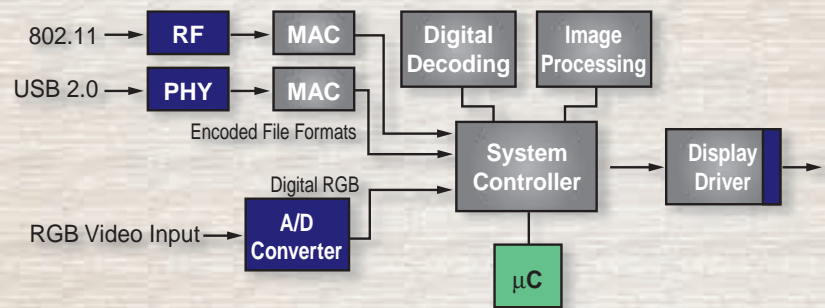 802.11
RF
MAC
Digital
Decoding
Image
Processing
USB 2.0
PHY
MAC
Encoded File Formats
System
Controller
Display
Driver
Digital RGB
RGB Video Input
A/D
Converter
μC